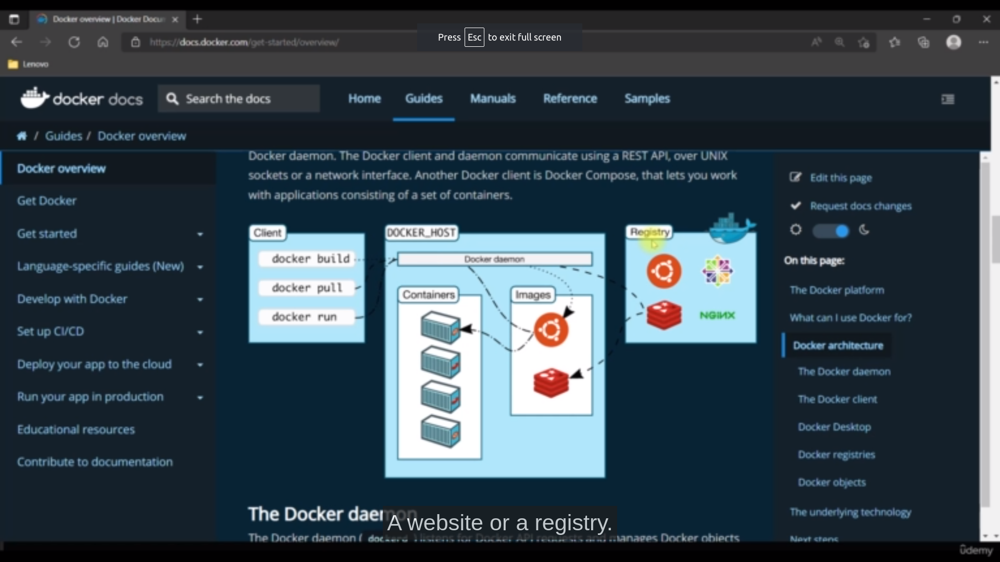 Docker overview | Docker Docu
Press Esc to exit full screen
https://docs.docker.com/get-started/overview/
Lenovo
docker docs
Search the docs
Home
Guides
Manuals
Reference
Samples
/ Guides / Docker overview
Docker overview
Get Docker
Get started
Language-specific guides (New)
Develop with Docker
Set up CI/CD
Deploy your app to the cloud
Run your app in production
Educational resources
Contribute to documentation
Docker daemon. The Docker client and daemon communicate using a REST API, over UNIX
sockets or a network interface. Another Docker client is Docker Compose, that lets you work
with applications consisting of a set of containers.
Client
docker build
docker pull
docker run
DOCKER_HOST
Docker daemon
Containers
Images
Registry
NGINX
The Docker daemon
The Docker daemon ( dockerd ) listens for Docker API requests and manages Docker objects
A website or a registry.
Edit this page
Request docs changes
On this page:
The Docker platform
What can I use Docker for?
Docker architecture
The Docker daemon
The Docker client
Docker Desktop
Docker registries
Docker objects
The underlying technology
Next steps
ûdemy